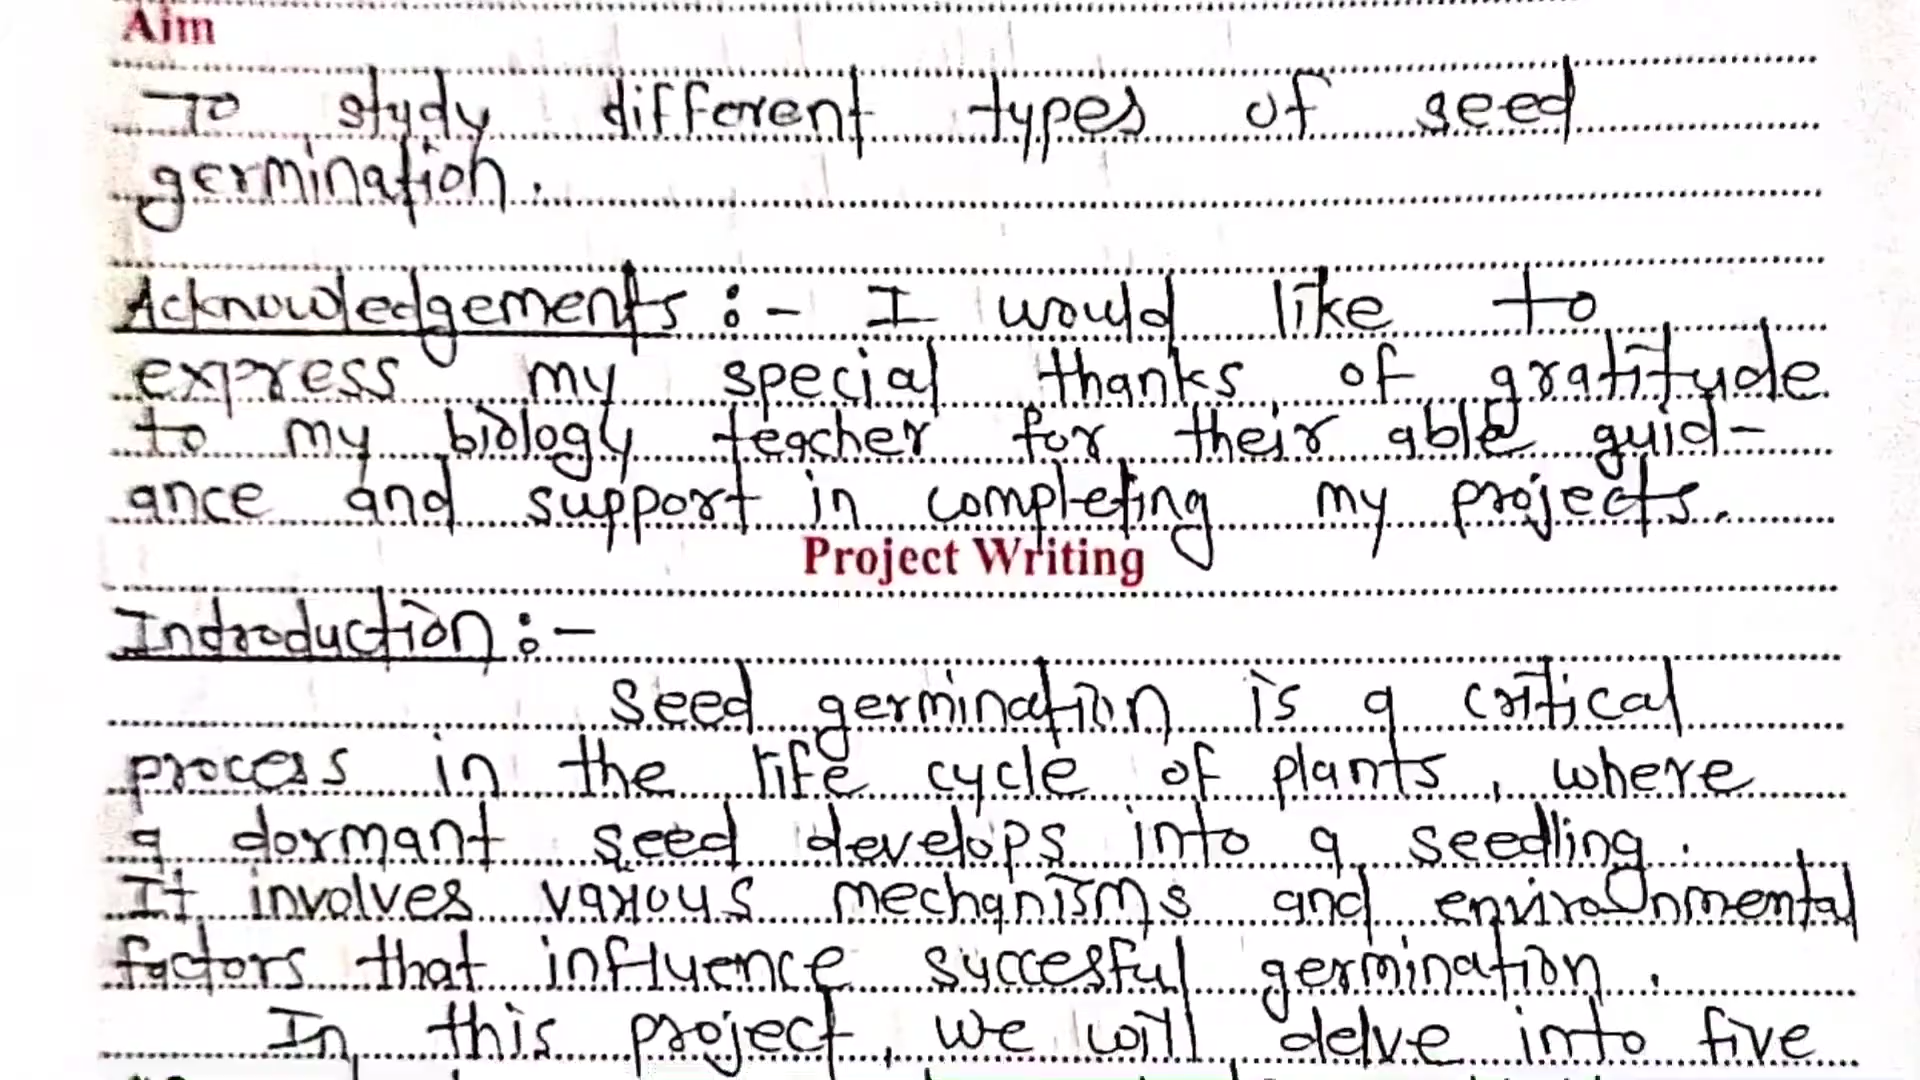 Aim
To study different types of seed
germination.
Acknowledgements :- I would like to
express my special thanks of gratitude
to my biology teacher for their able guid-
ance and support in completing my projects.
Project Writing
Introduction :-
Seed germination is a critical
process in the life cycle of plants, where
a dormant seed develops into a seedling.
It involves various mechanisms and environmental
factors that influence succesful germination.
In this project, we will delve into five